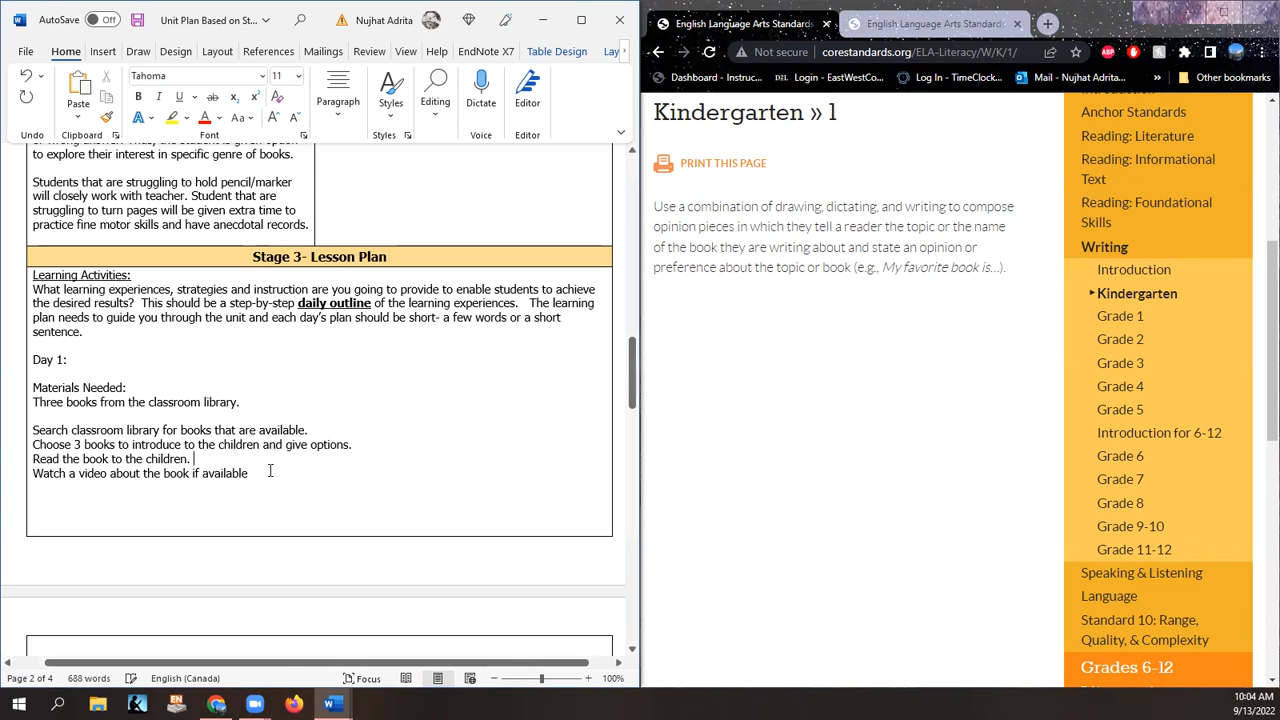 AutoSave Off Unit Plan Based on St... Nujhat Adrita
File Home Insert Draw Design Layout References Mailings Review View Help EndNote X7 Table Design Lay
Tahoma 11
Paste Paragraph Styles Editing Dictate Editor
Undo Clipboard Font Styles Voice Editor
to explore their interest in specific genre of books.
Students that are struggling to hold pencil/marker
will closely work with teacher. Student that are
struggling to turn pages will be given extra time to
practice fine motor skills and have anecdotal records.
Stage 3- Lesson Plan
Learning Activities:
What learning experiences, strategies and instruction are you going to provide to enable students to achieve
the desired results? This should be a step-by-step daily outline of the learning experiences. The learning
plan needs to guide you through the unit and each day's plan should be short- a few words or a short
sentence.
Day 1:
Materials Needed:
Three books from the classroom library.
Search classroom library for books that are available.
Choose 3 books to introduce to the children and give options.
Read the book to the children.
Watch a video about the book if available
Page 2 of 4 688 words English (Canada) Focus 100%
English Language Arts Standards English Language Arts Standards
Not secure corestandards.org/ELA-Literacy/W/K/1/
Dashboard - Instruc... Login - EastWestCo... Log In - TimeClock... Mail - Nujhat Adrita... » Other bookmarks
Kindergarten » 1
PRINT THIS PAGE
Use a combination of drawing, dictating, and writing to compose
opinion pieces in which they tell a reader the topic or the name
of the book they are writing about and state an opinion or
preference about the topic or book (e.g., My favorite book is...).
Anchor Standards
Reading: Literature
Reading: Informational
Text
Reading: Foundational
Skills
Writing
Introduction
Kindergarten
Grade 1
Grade 2
Grade 3
Grade 4
Grade 5
Introduction for 6-12
Grade 6
Grade 7
Grade 8
Grade 9-10
Grade 11-12
Speaking & Listening
Language
Standard 10: Range,
Quality, & Complexity
Grades 6-12
10:04 AM
9/13/2022